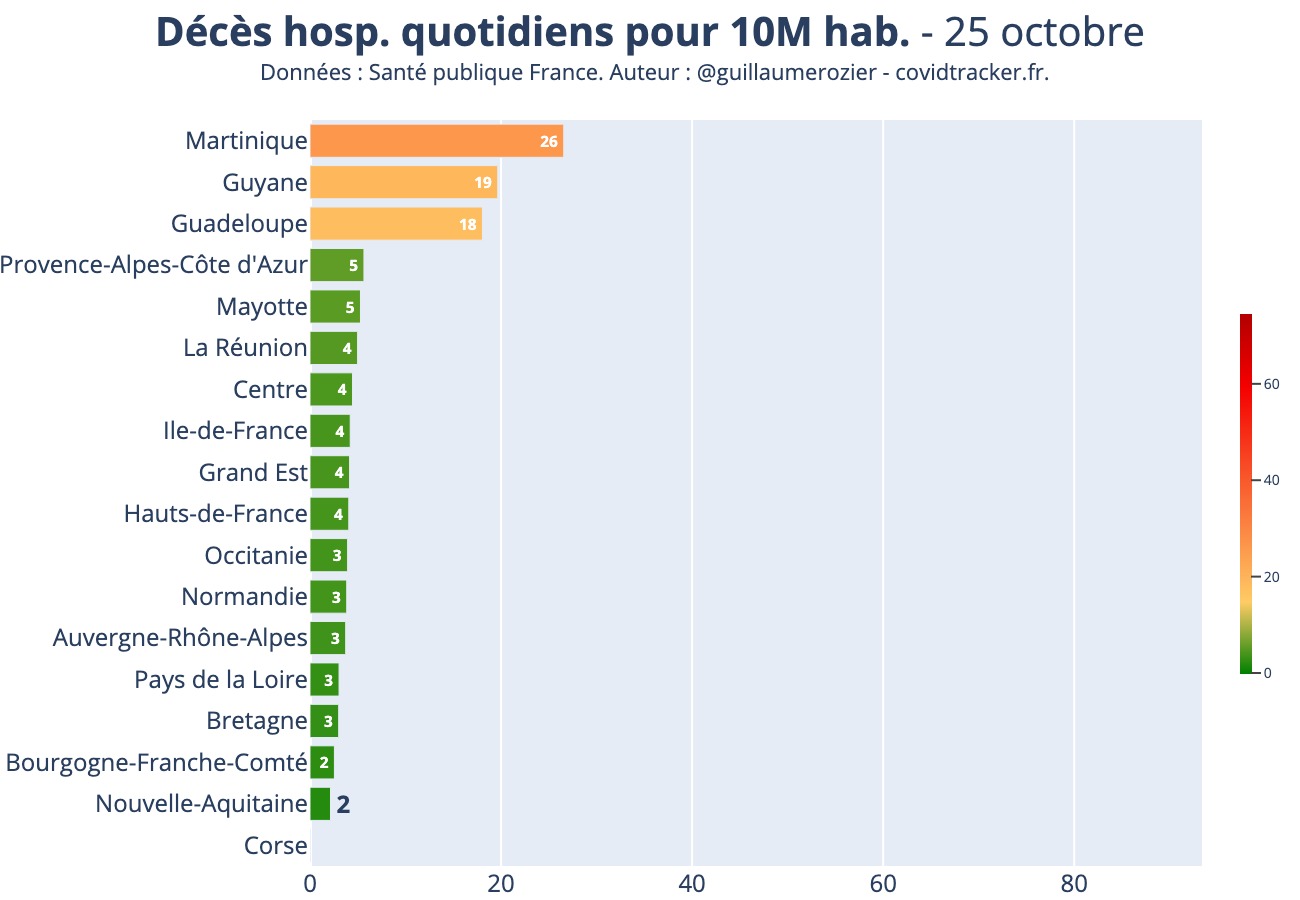 Décès hosp. quotidiens pour 10M hab. - 25 octobre
Données : Santé publique France. Auteur : @guillaumerozier - covidtracker.fr.
Martinique 26
Guyane 19
Guadeloupe 18
Provence-Alpes-Côte d'Azur 5
Mayotte 5
La Réunion 4
Centre 4
Ile-de-France 4
Grand Est 4
Hauts-de-France 4
Occitanie 3
Normandie 3
Auvergne-Rhône-Alpes 3
Pays de la Loire 3
Bretagne 3
Bourgogne-Franche-Comté 2
Nouvelle-Aquitaine 2
Corse
0 20 40 60 80
60
40
20
0